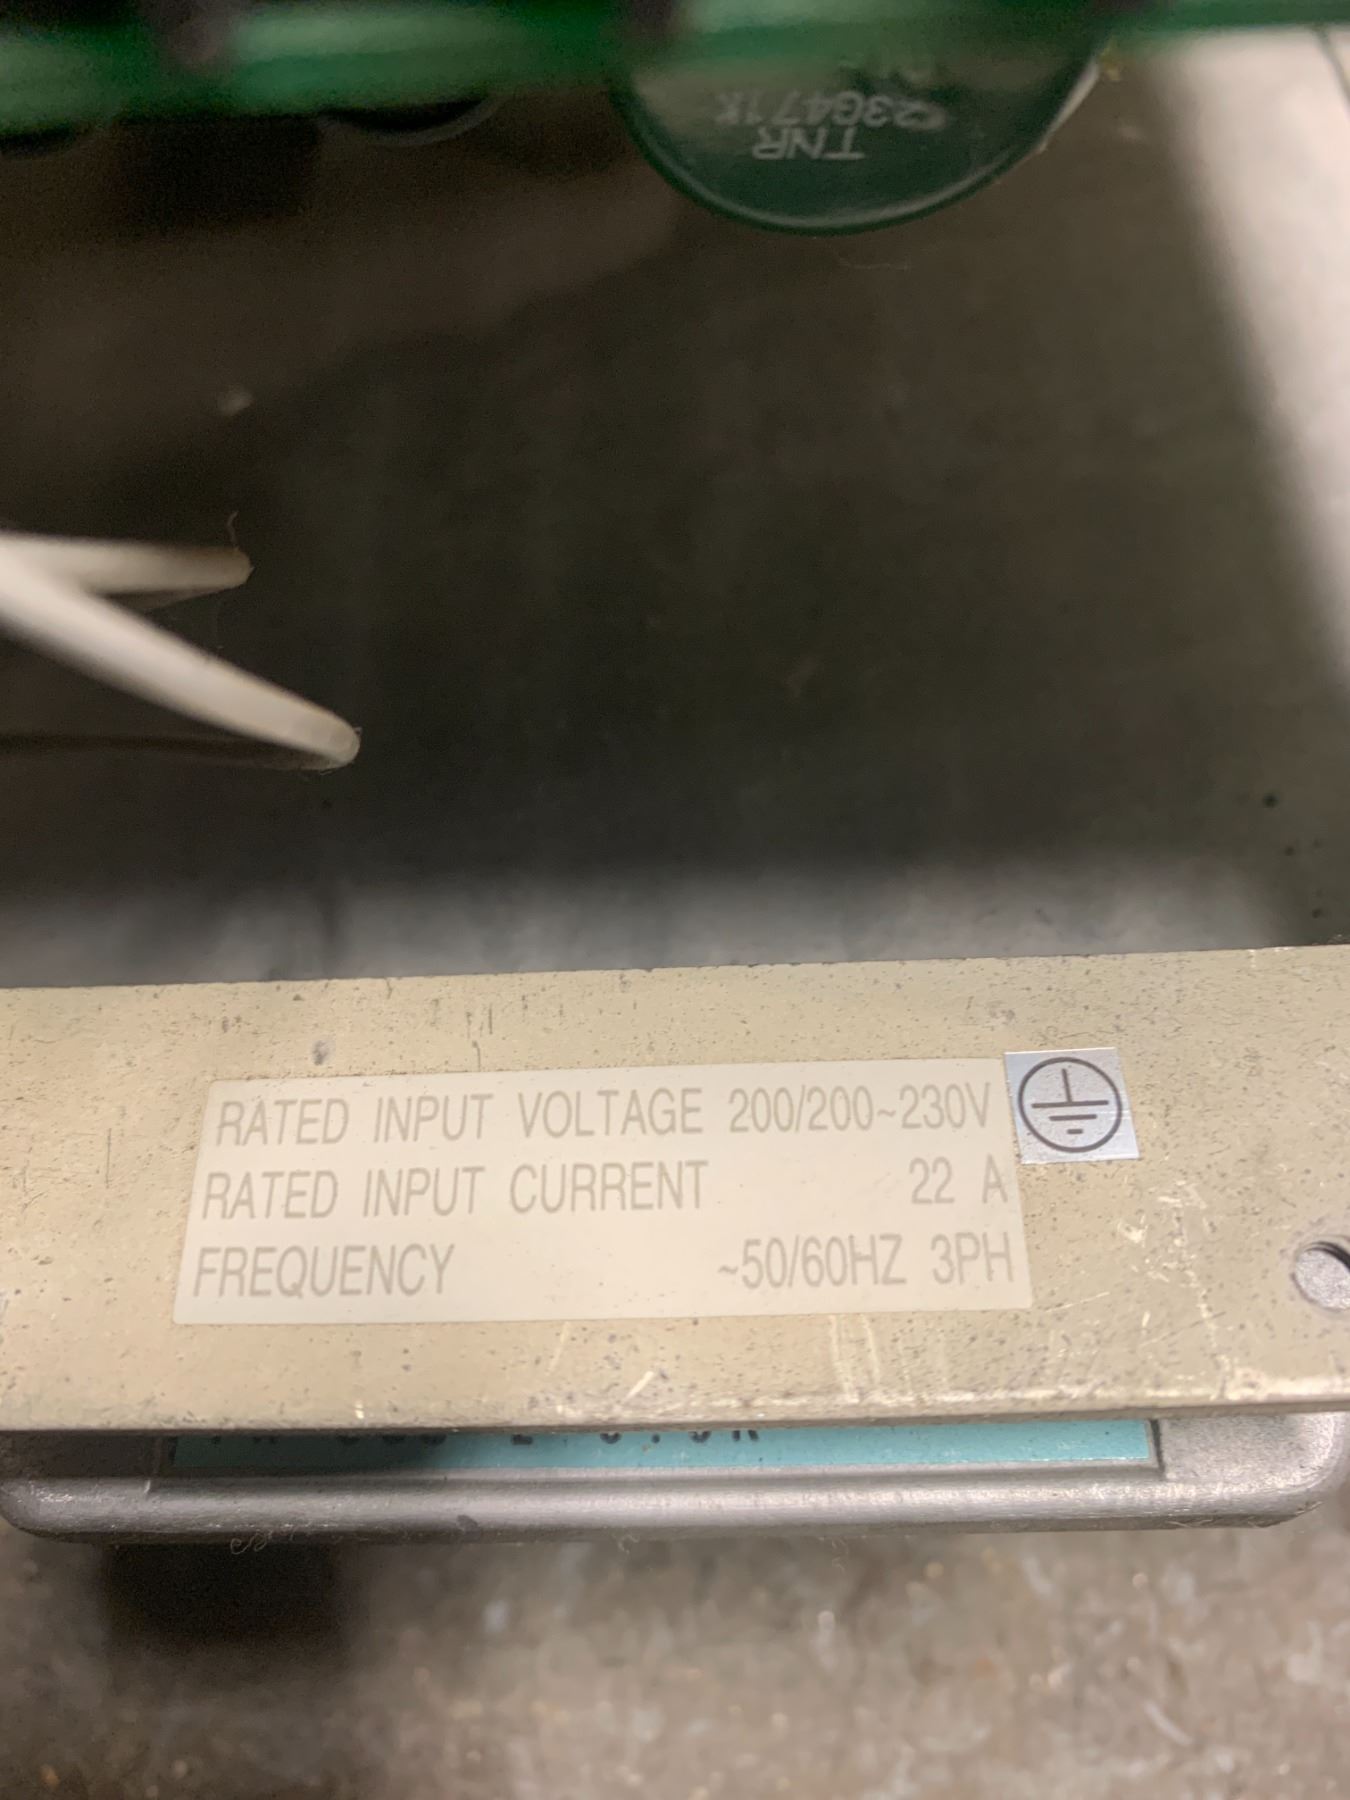 TNR
23G471K
RATED INPUT VOLTAGE 200/200~230V
RATED INPUT CURRENT 22 A
FREQUENCY ~50/60HZ 3PH